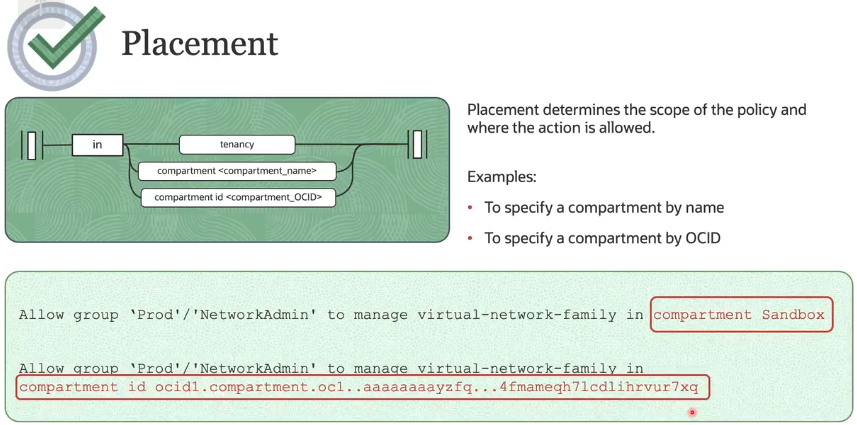 Placement
in
tenancy
compartment <compartment_name>
compartment id <compartment_OCID>
Placement determines the scope of the policy and
where the action is allowed.
Examples:
• To specify a compartment by name
• To specify a compartment by OCID
Allow group ‘Prod'/'NetworkAdmin' to manage virtual-network-family in compartment Sandbox
Allow group ‘Prod'/'NetworkAdmin' to manage virtual-network-family in
compartment id ocid1.compartment.oc1..aaaaaaaayzfq...4fmameqh7lcdlihrvur7xq